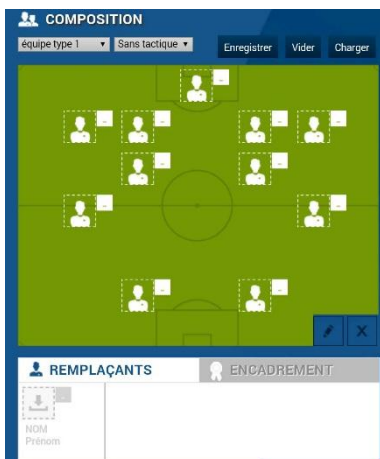 COMPOSITION
équipe type 1 Sans tactique Enregistrer Vider Charger
REMPLAÇANTS ENCADREMENT
NOM
Prénom